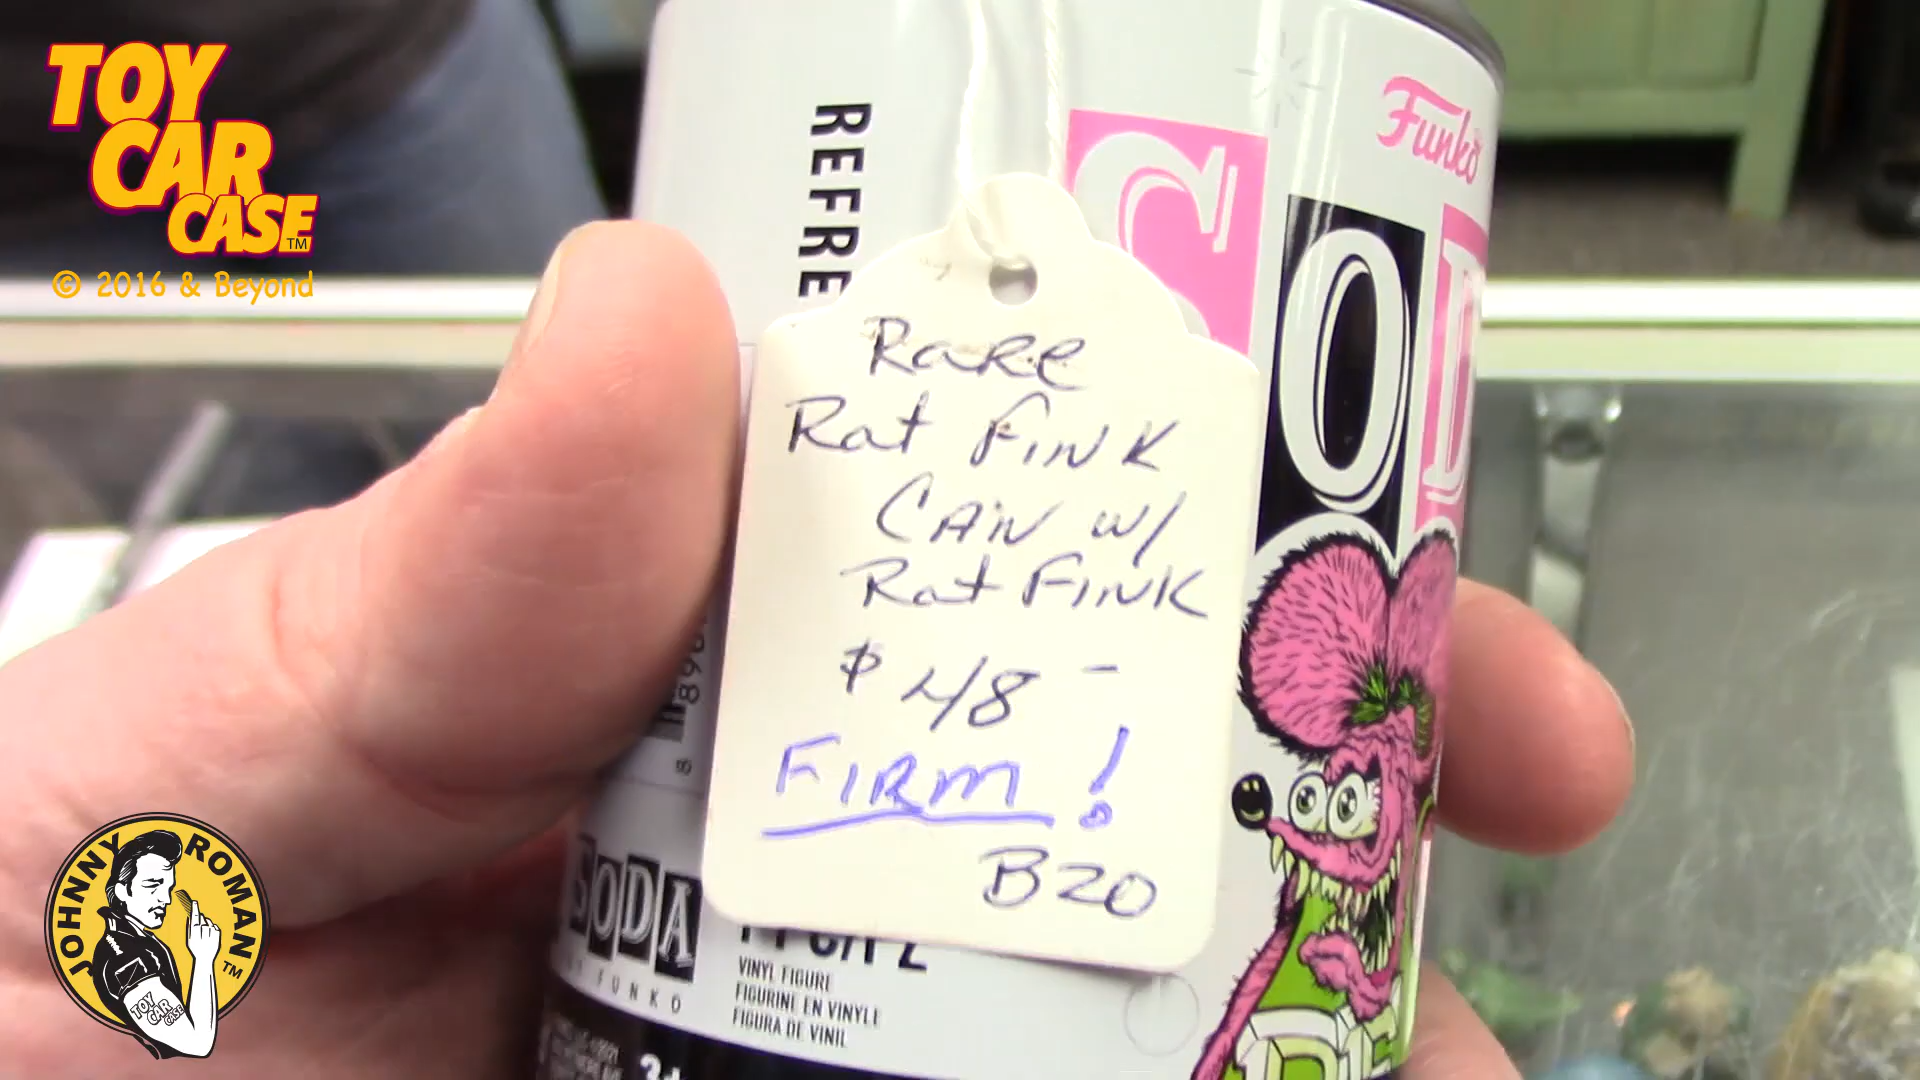 TOY
CAR
CASE
TM
© 2016 & Beyond
REFRE
Funko
SOD
Rare
Rat Fink
Can w/
Rat Fink
$48-
FIRM!
B20
SODA
FUNKO
VINYL FIGURE
FIGURINE EN VINYLE
FIGURA DE VINIL
JOHNNY ROMAN
TM
TOY
CAR
CASE